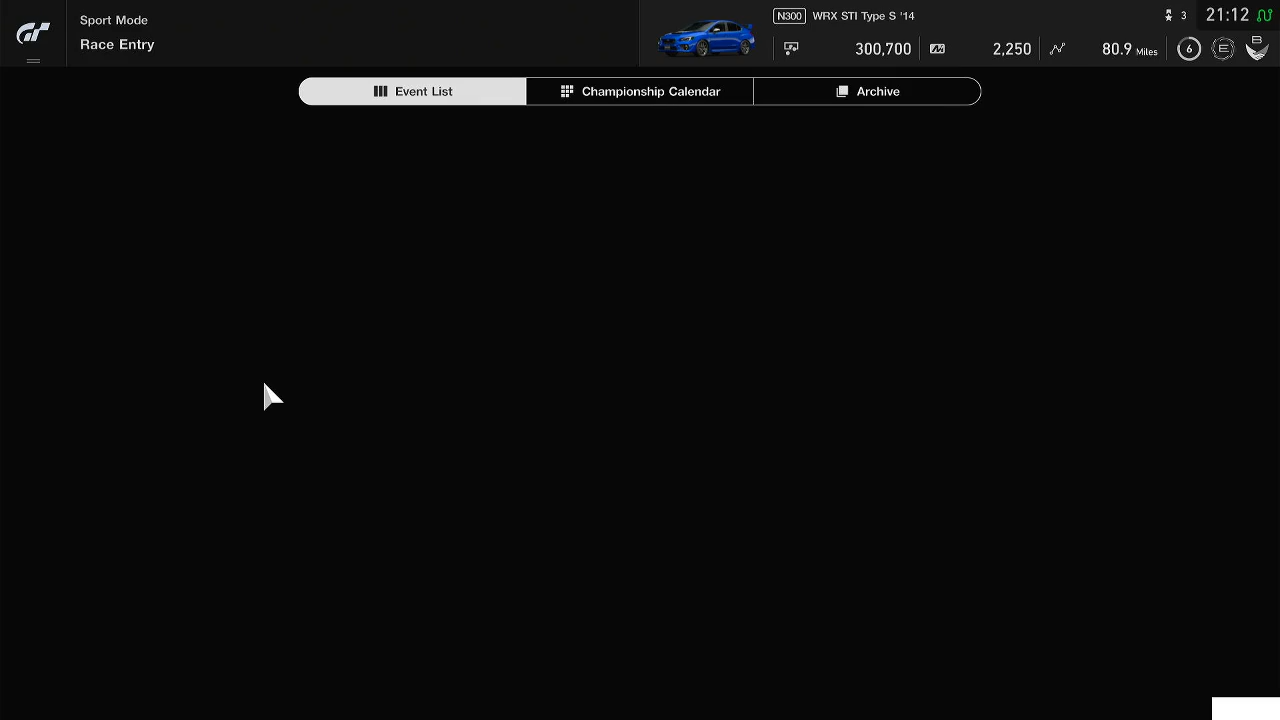 Sport Mode
Race Entry
N300 WRX STI Type S '14
3
21:12
300,700
2,250
80.9 Miles
6
E
B
Event List
Championship Calendar
Archive